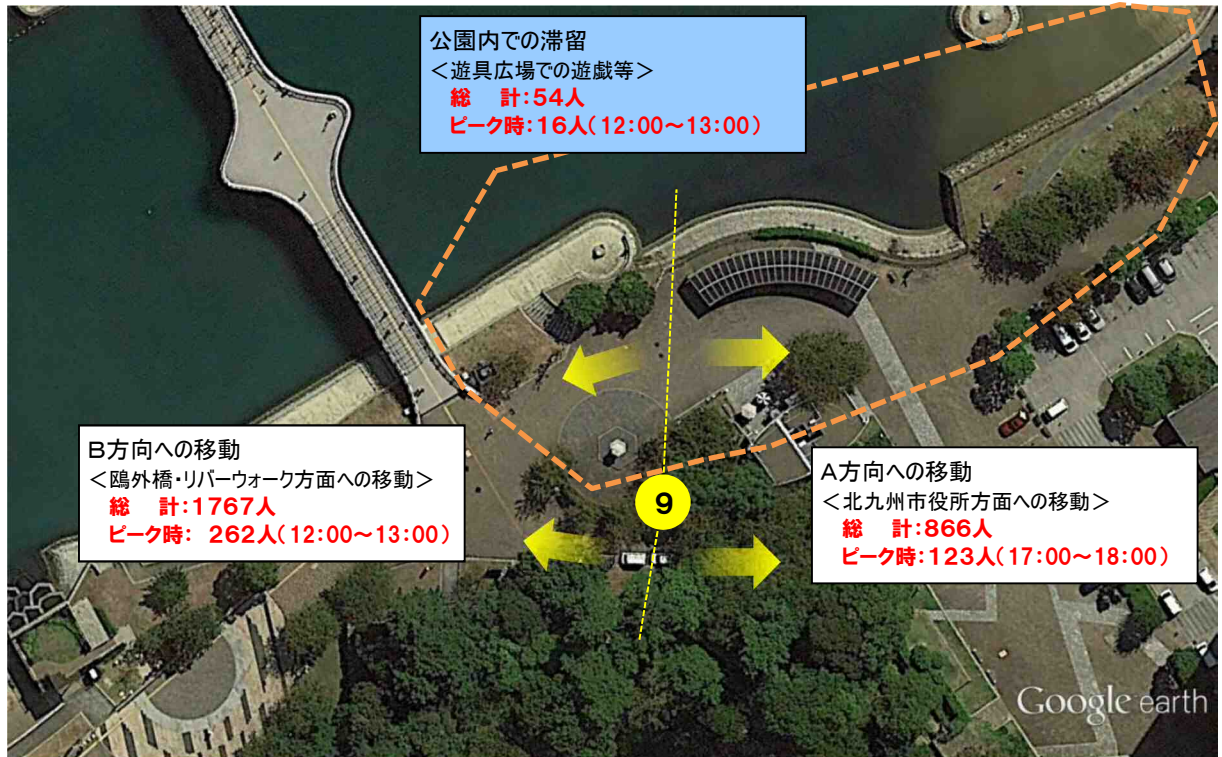 公園内での滞留
＜遊具広場での遊戯等＞
総　計：54人
ピーク時：16人（12：00～13：00）
B方向への移動
＜鴎外橋・リバーウォーク方面への移動＞
総　計：1767人
ピーク時： 262人（12：00～13：00）
9
A方向への移動
＜北九州市役所方面への移動＞
総　計：866人
ピーク時：123人（17：00～18：00）
Google earth